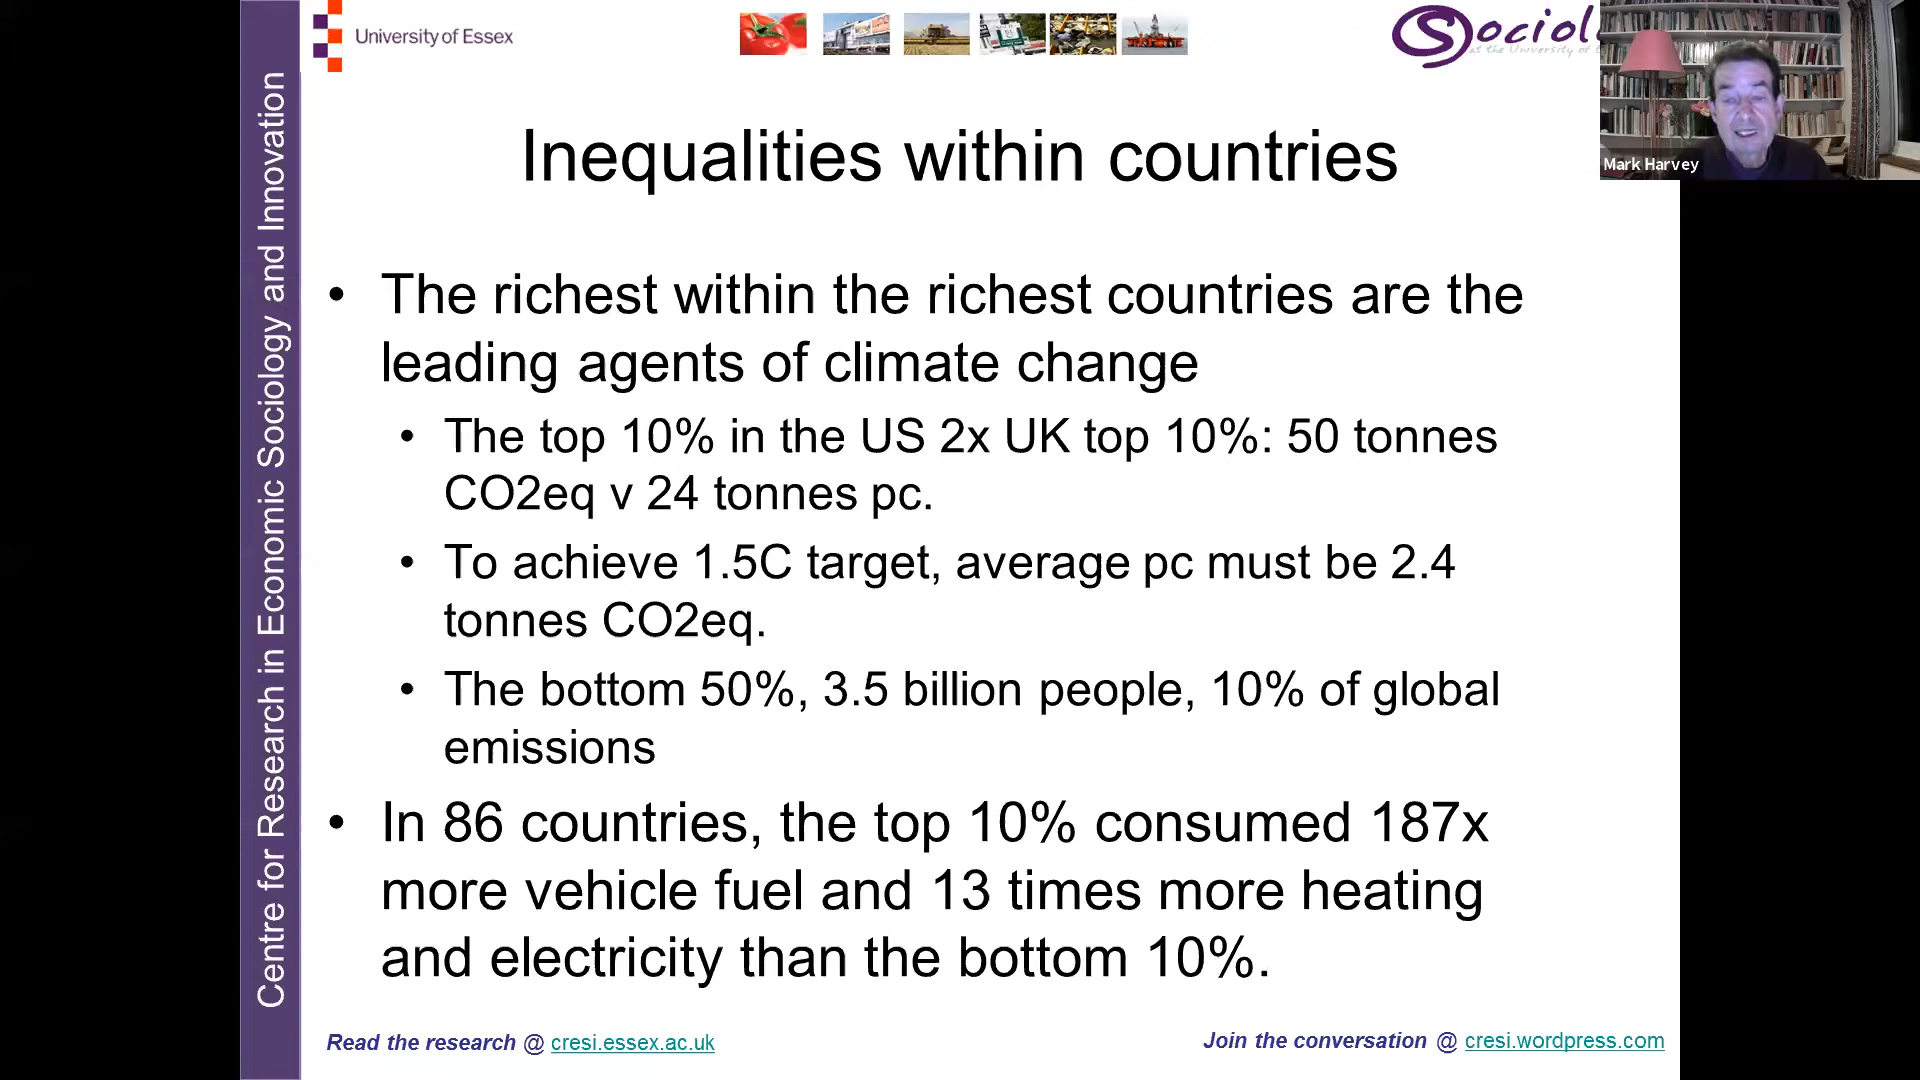 University of Essex
Sociol
at the University of
Mark Harvey
Centre for Research in Economic Sociology and Innovation
Inequalities within countries
• The richest within the richest countries are the
leading agents of climate change
• The top 10% in the US 2x UK top 10%: 50 tonnes
CO2eq v 24 tonnes pc.
• To achieve 1.5C target, average pc must be 2.4
tonnes CO2eq.
• The bottom 50%, 3.5 billion people, 10% of global
emissions
• In 86 countries, the top 10% consumed 187x
more vehicle fuel and 13 times more heating
and electricity than the bottom 10%.
Read the research @ cresi.essex.ac.uk
Join the conversation @ cresi.wordpress.com